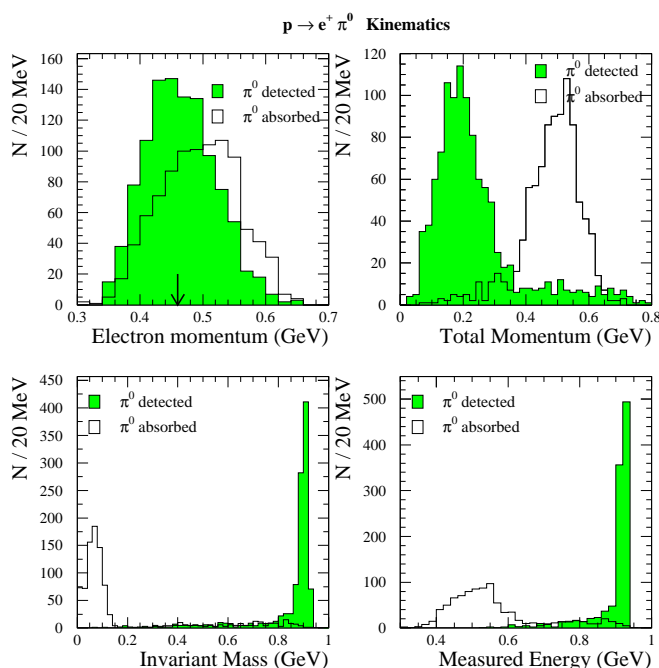 p → e⁺ π⁰ Kinematics
N / 20 MeV
160
140
120
100
80
60
40
20
0
π⁰ detected
π⁰ absorbed
0.3 0.4 0.5 0.6 0.7
Electron momentum (GeV)
N / 20 MeV
120
100
80
60
40
20
0
π⁰ detected
π⁰ absorbed
0 0.2 0.4 0.6 0.8
Total Momentum (GeV)
N / 20 MeV
450
400
350
300
250
200
150
100
50
0
π⁰ detected
π⁰ absorbed
0 0.2 0.4 0.6 0.8 1
Invariant Mass (GeV)
N / 20 MeV
500
400
300
200
100
0
π⁰ detected
π⁰ absorbed
0.4 0.6 0.8 1
Measured Energy (GeV)